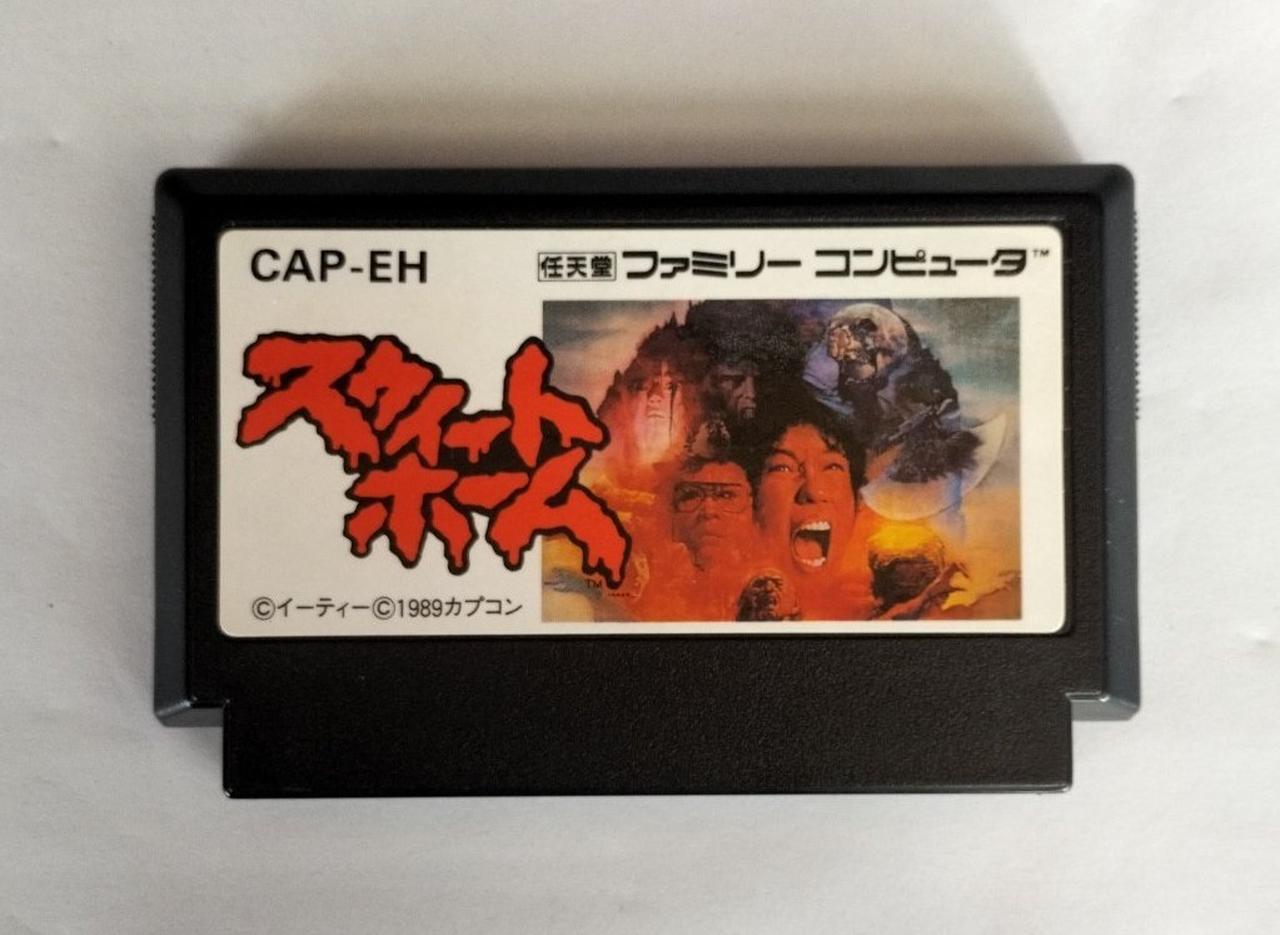 CAP-EH
任天堂 ファミリー コンピュータ™
スウィート
ホーム
TM
©イーティー©1989カプコン